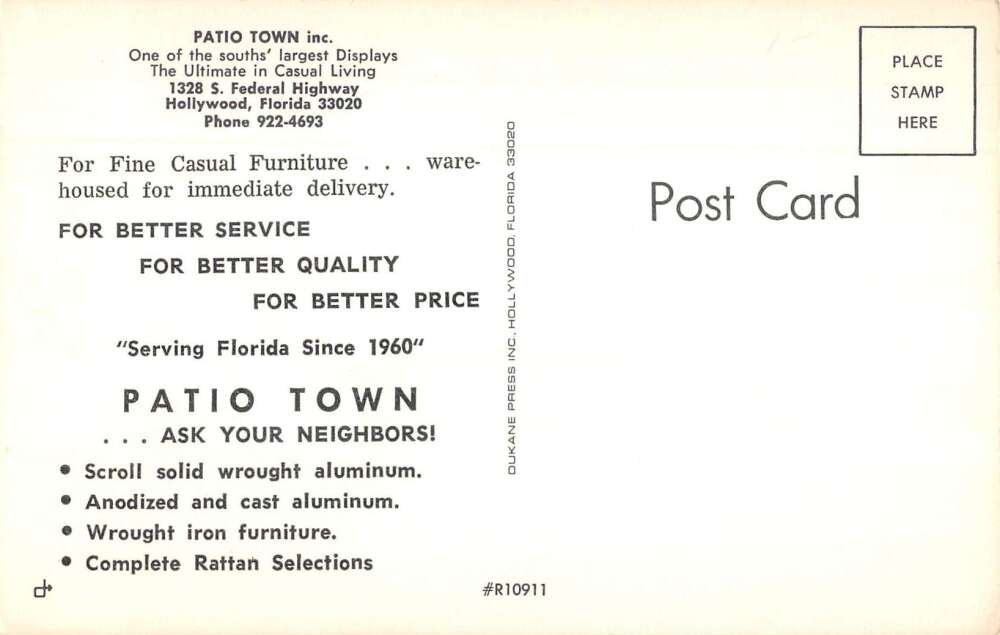 PATIO TOWN inc.
One of the souths' largest Displays
The Ultimate in Casual Living
1328 S. Federal Highway
Hollywood, Florida 33020
Phone 922-4693
For Fine Casual Furniture . . . ware-
housed for immediate delivery.
FOR BETTER SERVICE
FOR BETTER QUALITY
FOR BETTER PRICE
"Serving Florida Since 1960"
PATIO TOWN
. . . ASK YOUR NEIGHBORS!
• Scroll solid wrought aluminum.
• Anodized and cast aluminum.
• Wrought iron furniture.
• Complete Rattan Selections
#R10911
DUKANE PRESS INC., HOLLYWOOD, FLORIDA 33020
PLACE
STAMP
HERE
Post Card